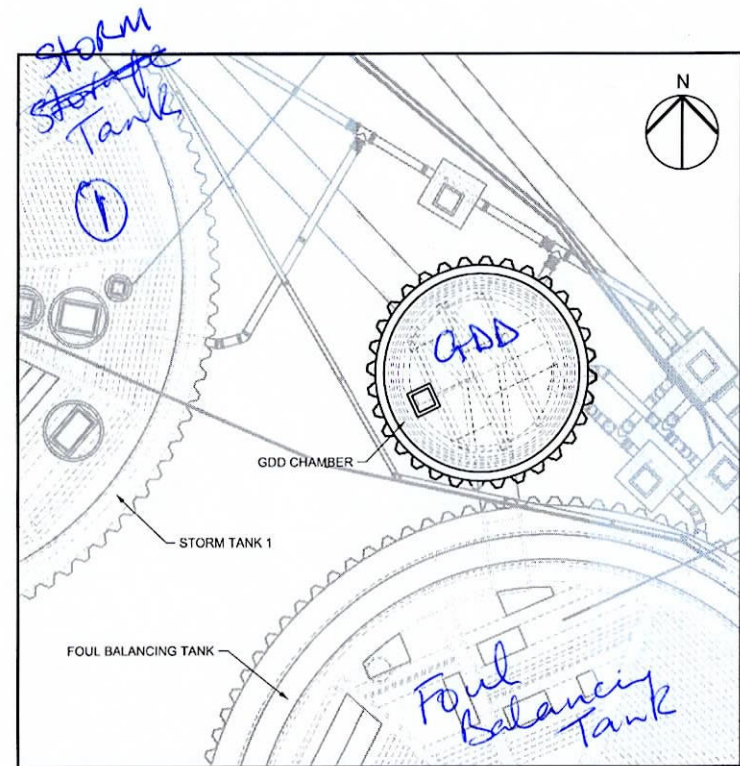 STORM
Storage
Tank
1
N
GDD
GDD CHAMBER
STORM TANK 1
FOUL BALANCING TANK
Foul
Balancing
Tank